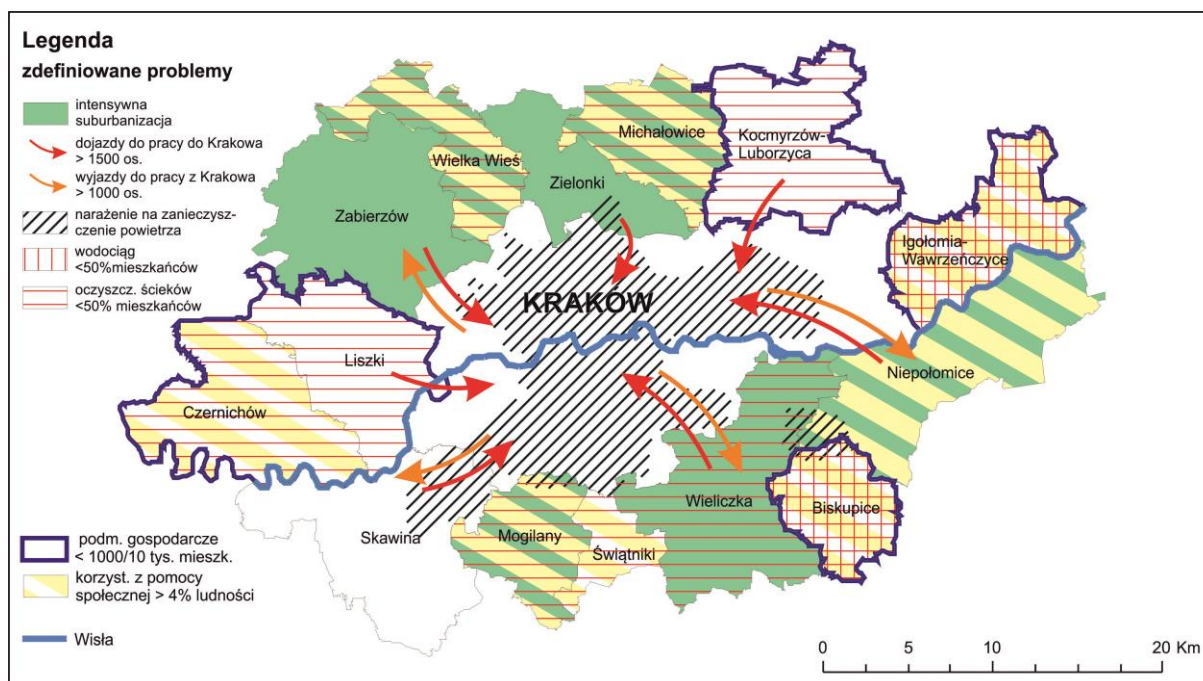 Legenda
zdefiniowane problemy
intensywna
suburbanizacja
dojazdy do pracy do Krakowa
> 1500 os.
wyjazdy do pracy z Krakowa
> 1000 os.
narażenie na zanieczysz-
czenie powietrza
wodociąg
<50%mieszkańców
oczyszcz. ścieków
<50% mieszkańców
podm. gospodarcze
< 1000/10 tys. mieszk.
korzyst. z pomocy
społecznej > 4% ludności
Wisła
Michałowice
Kocmyrzów-
Luborzyca
Wielka Wieś
Zielonki
Zabierzów
Igołomia-
Wawrzeńczyce
KRAKÓW
Liszki
Niepołomice
Czernichów
Wieliczka
Biskupice
Skawina
Mogilany
Świątniki
0 5 10 20 Km